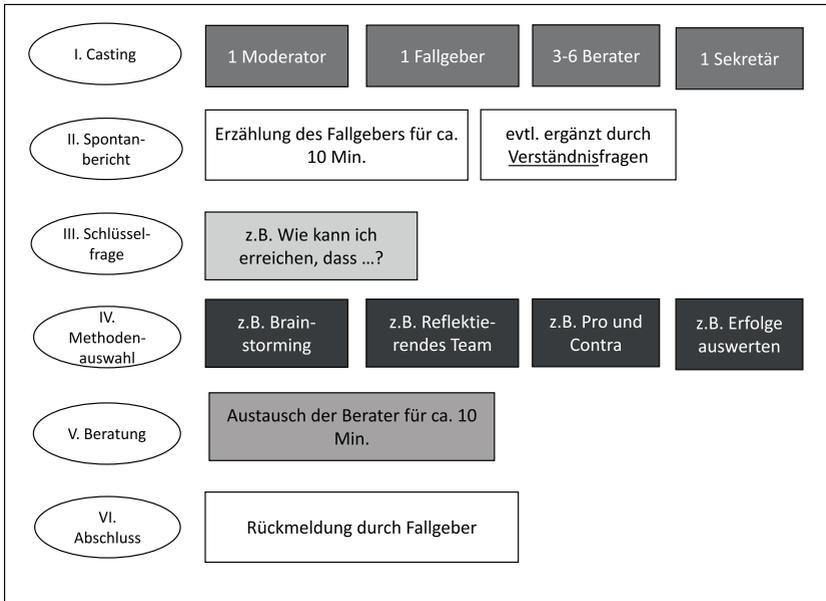 I. Casting
1 Moderator
1 Fallgeber
3-6 Berater
1 Sekretär
II. Spontan-
bericht
Erzählung des Fallgebers für ca.
10 Min.
evtl. ergänzt durch
Verständnisfragen
III. Schlüssel-
frage
z.B. Wie kann ich
erreichen, dass …?
IV.
Methoden-
auswahl
z.B. Brain-
storming
z.B. Reflektie-
rendes Team
z.B. Pro und
Contra
z.B. Erfolge
auswerten
V. Beratung
Austausch der Berater für ca. 10
Min.
VI.
Abschluss
Rückmeldung durch Fallgeber